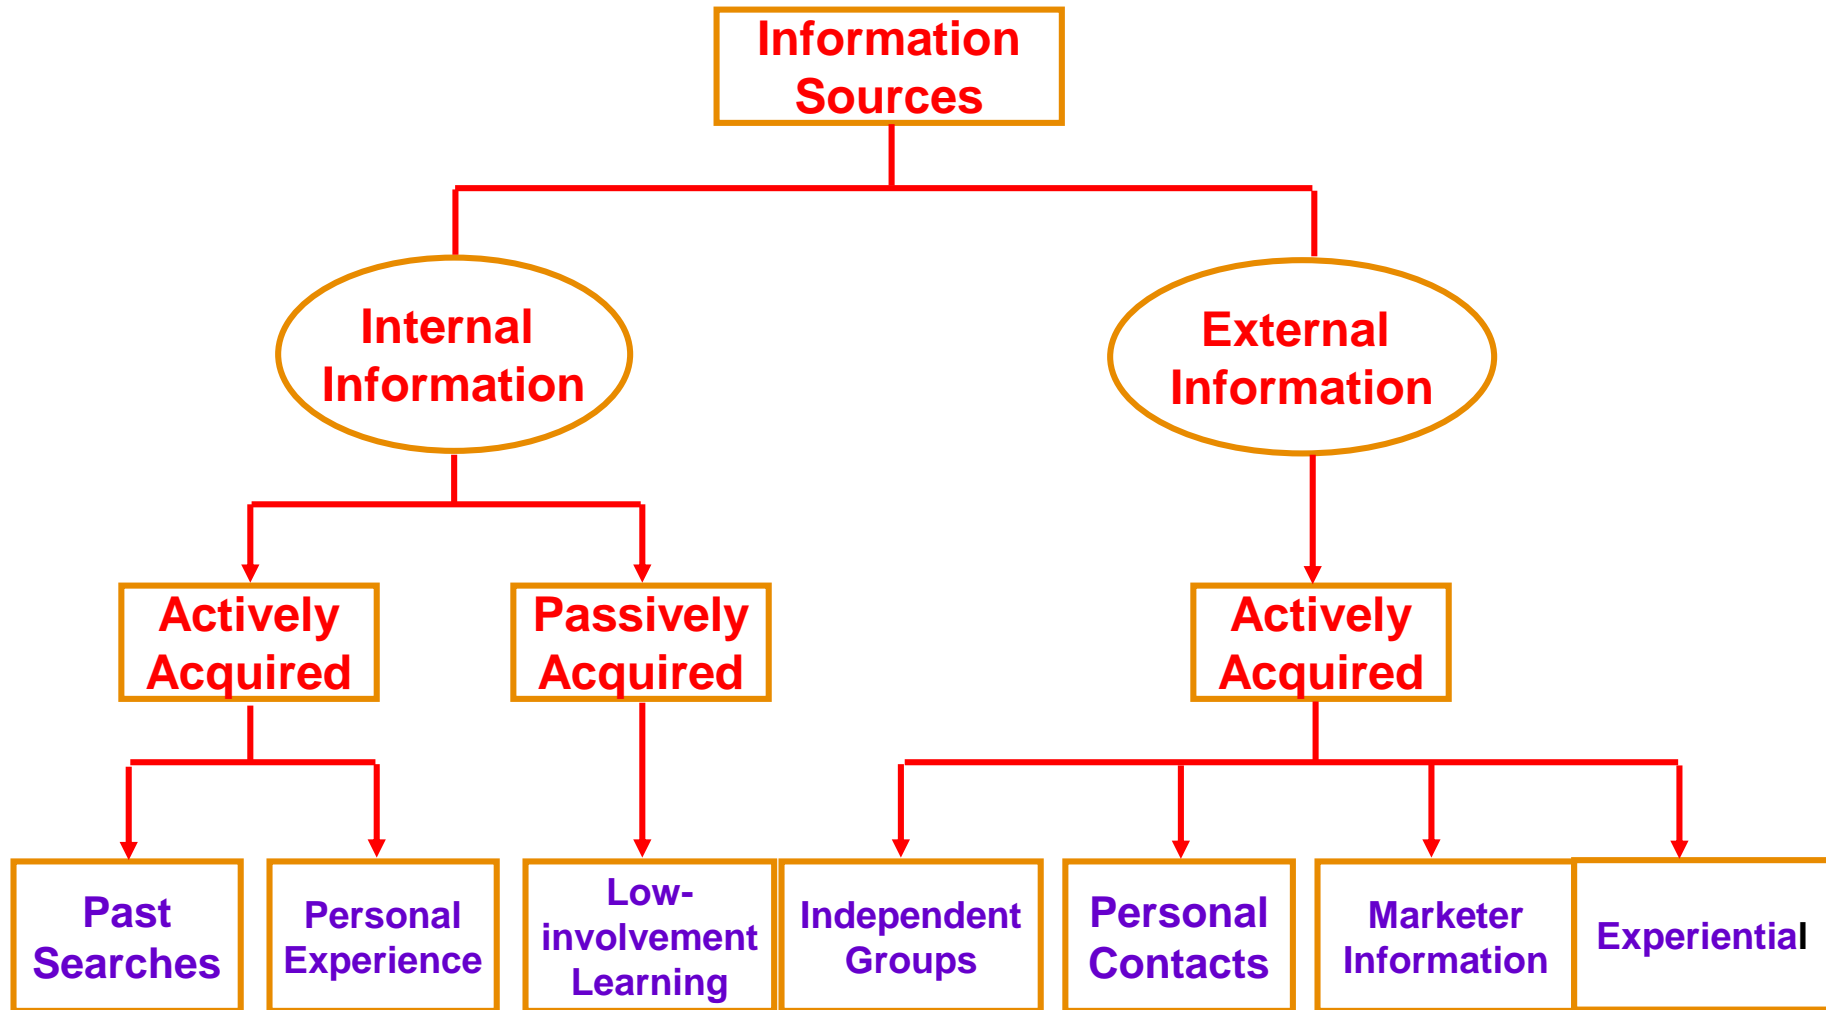 Information
Sources
Internal
Information
External
Information
Actively
Acquired
Passively
Acquired
Actively
Acquired
Past
Searches
Personal
Experience
Low-
involvement
Learning
Independent
Groups
Personal
Contacts
Marketer
Information
Experiential